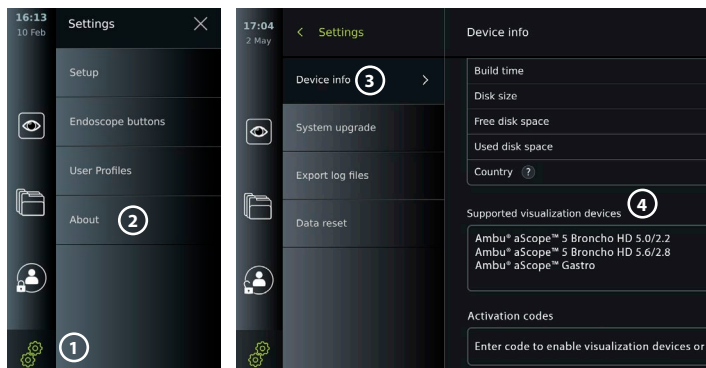 16:13
10 Feb
Settings
Setup
Endoscope buttons
User Profiles
About
2
1
17:04
2 May
Settings
Device info
3
System upgrade
Export log files
Data reset
Device info
Build time
Disk size
Free disk space
Used disk space
Country ?
4
Supported visualization devices
Ambu® aScope™ 5 Broncho HD 5.0/2.2
Ambu® aScope™ 5 Broncho HD 5.6/2.8
Ambu® aScope™ Gastro
Activation codes
Enter code to enable visualization devices or